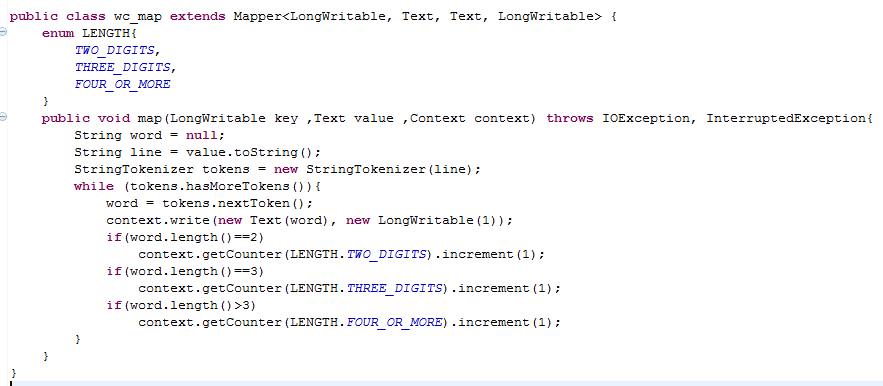 public class wc_map extends Mapper<LongWritable, Text, Text, LongWritable> {
    enum LENGTH{
        TWO_DIGITS,
        THREE_DIGITS,
        FOUR_OR_MORE
    }
    public void map(LongWritable key ,Text value ,Context context) throws IOException, InterruptedException{
        String word = null;
        String line = value.toString();
        StringTokenizer tokens = new StringTokenizer(line);
        while (tokens.hasMoreTokens()){
            word = tokens.nextToken();
            context.write(new Text(word), new LongWritable(1));
            if(word.length()==2)
                context.getCounter(LENGTH.TWO_DIGITS).increment(1);
            if(word.length()==3)
                context.getCounter(LENGTH.THREE_DIGITS).increment(1);
            if(word.length()>3)
                context.getCounter(LENGTH.FOUR_OR_MORE).increment(1);
        }
    }
}